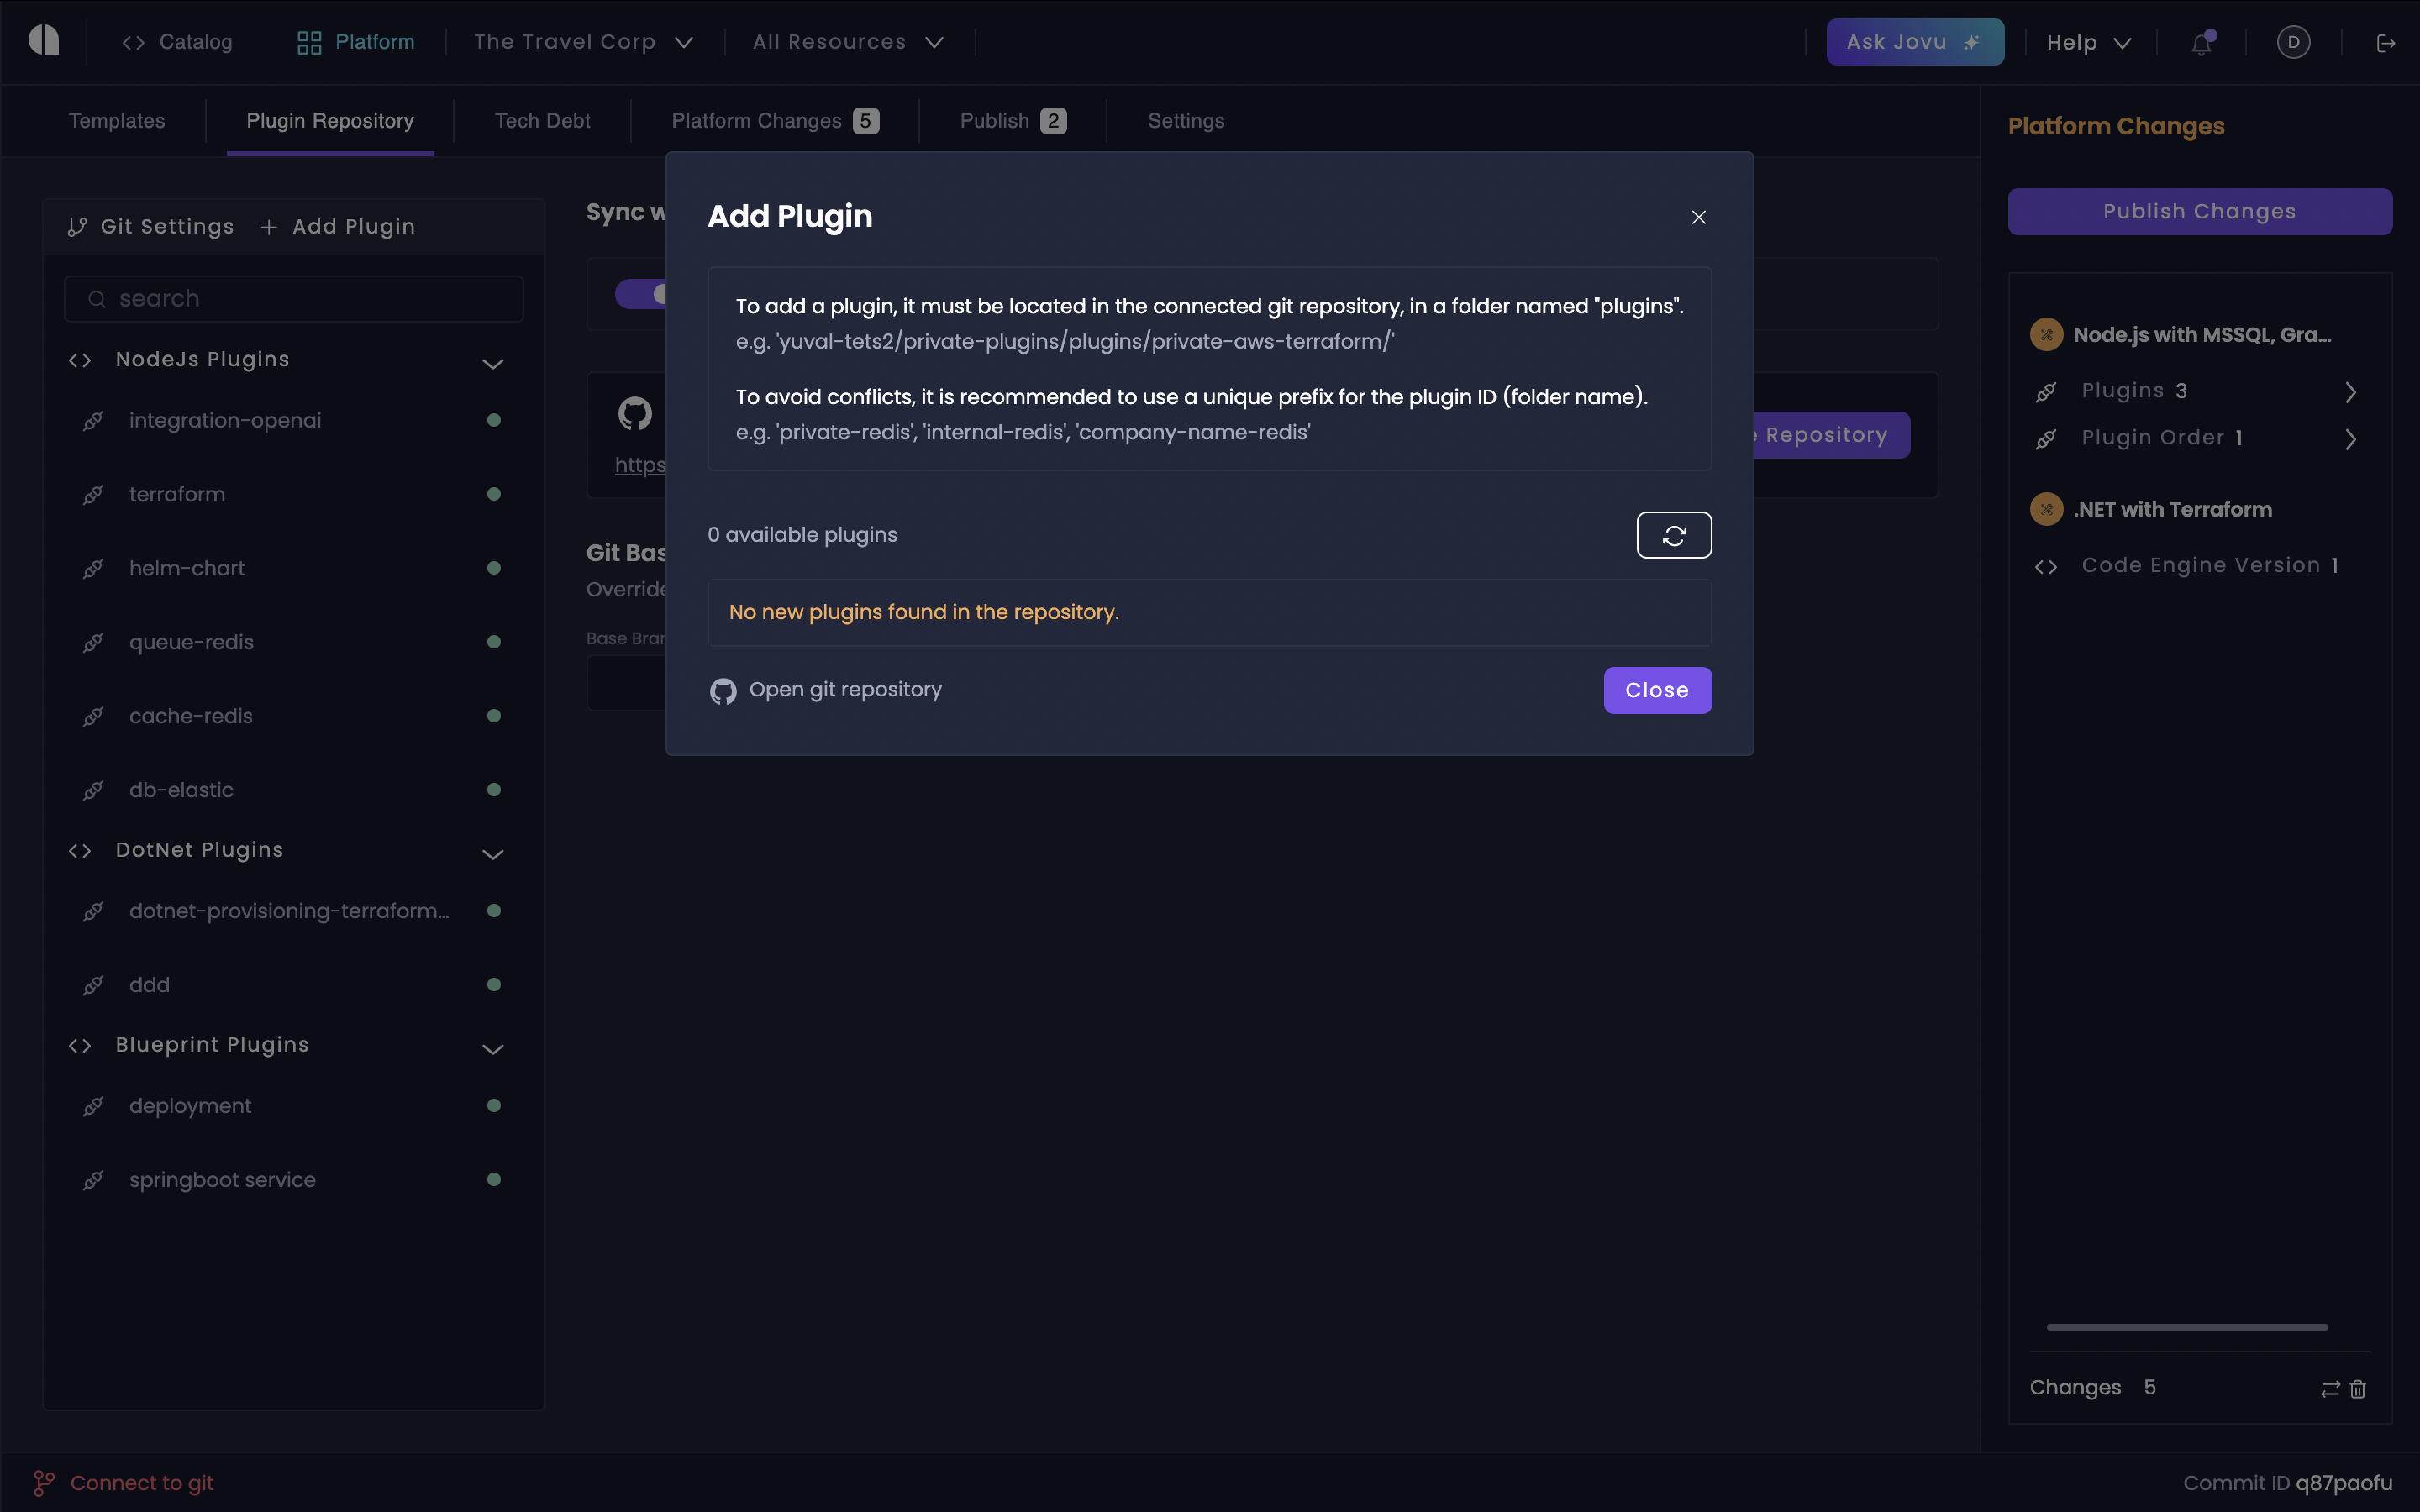 Catalog
Platform
The Travel Corp
All Resources
Ask Jovu
Help
D
Templates
Plugin Repository
Tech Debt
Platform Changes 5
Publish 2
Settings
Git Settings
Add Plugin
search
NodeJs Plugins
integration-openai
terraform
helm-chart
queue-redis
cache-redis
db-elastic
DotNet Plugins
dotnet-provisioning-terraform...
ddd
Blueprint Plugins
deployment
springboot service
Sync w
https
Repository
Git Bas
Override
Base Bran
Add Plugin
To add a plugin, it must be located in the connected git repository, in a folder named "plugins".
e.g. 'yuval-tets2/private-plugins/plugins/private-aws-terraform/'
To avoid conflicts, it is recommended to use a unique prefix for the plugin ID (folder name).
e.g. 'private-redis', 'internal-redis', 'company-name-redis'
0 available plugins
No new plugins found in the repository.
Open git repository
Close
Platform Changes
Publish Changes
Node.js with MSSQL, Gra...
Plugins 3
Plugin Order 1
.NET with Terraform
Code Engine Version 1
Changes 5
Connect to git
Commit ID q87paofu